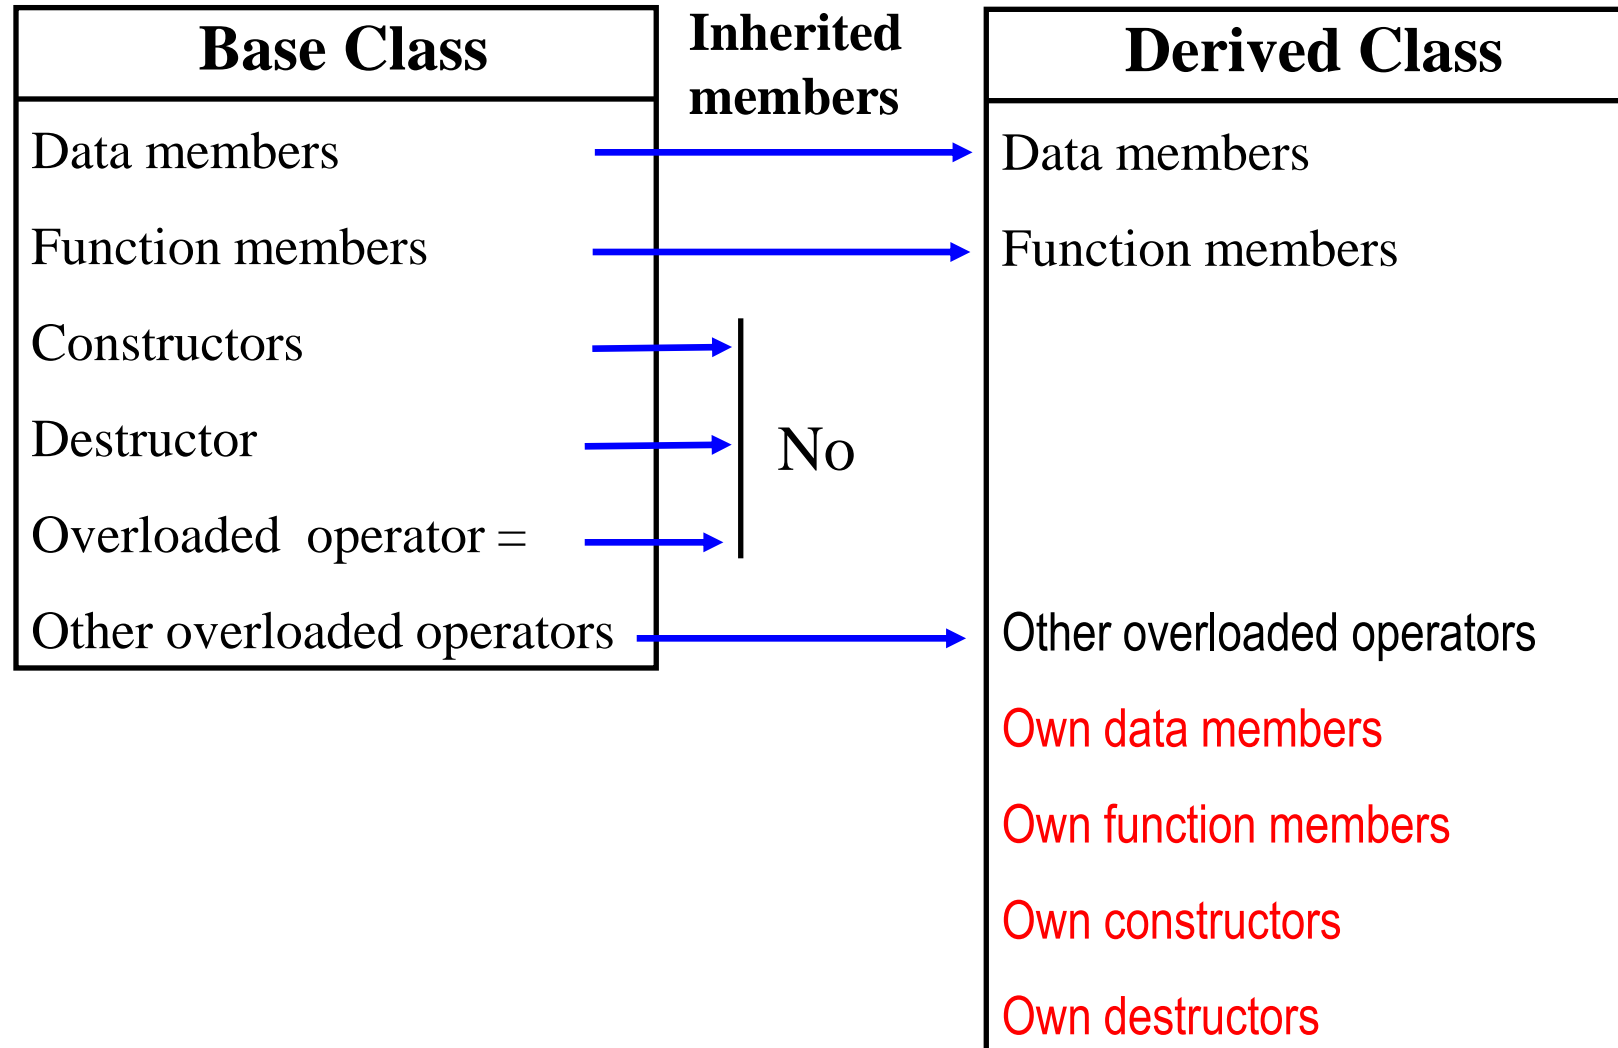 Base Class
Data members
Function members
Constructors
Destructor
Overloaded operator =
Other overloaded operators
Inherited
members
No
Derived Class
Data members
Function members
Other overloaded operators
Own data members
Own function members
Own constructors
Own destructors